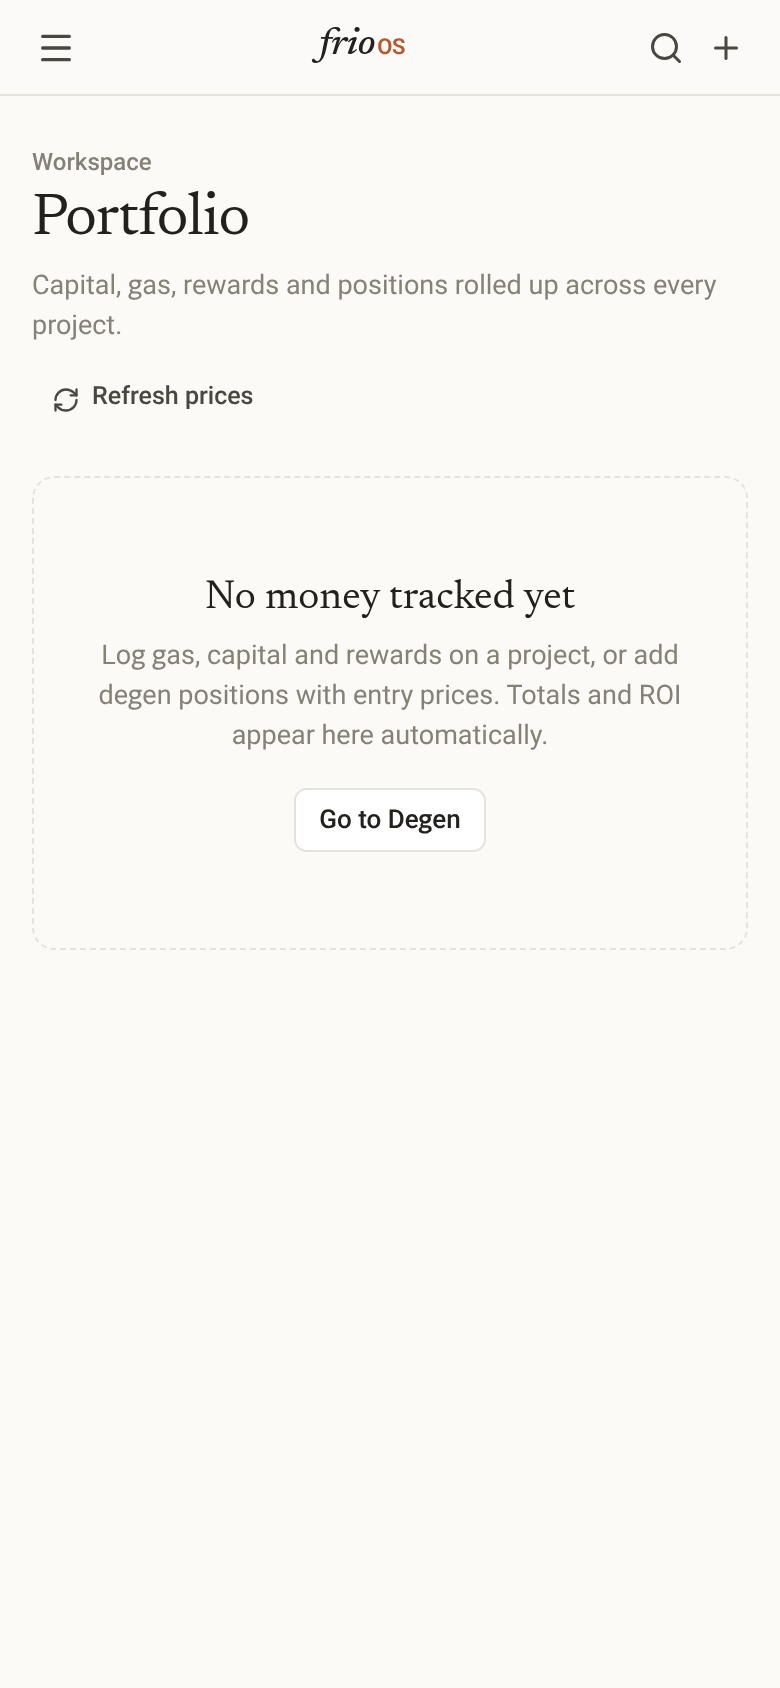 frio OS
Workspace
Portfolio
Capital, gas, rewards and positions rolled up across every
project.
Refresh prices
No money tracked yet
Log gas, capital and rewards on a project, or add
degen positions with entry prices. Totals and ROI
appear here automatically.
Go to Degen